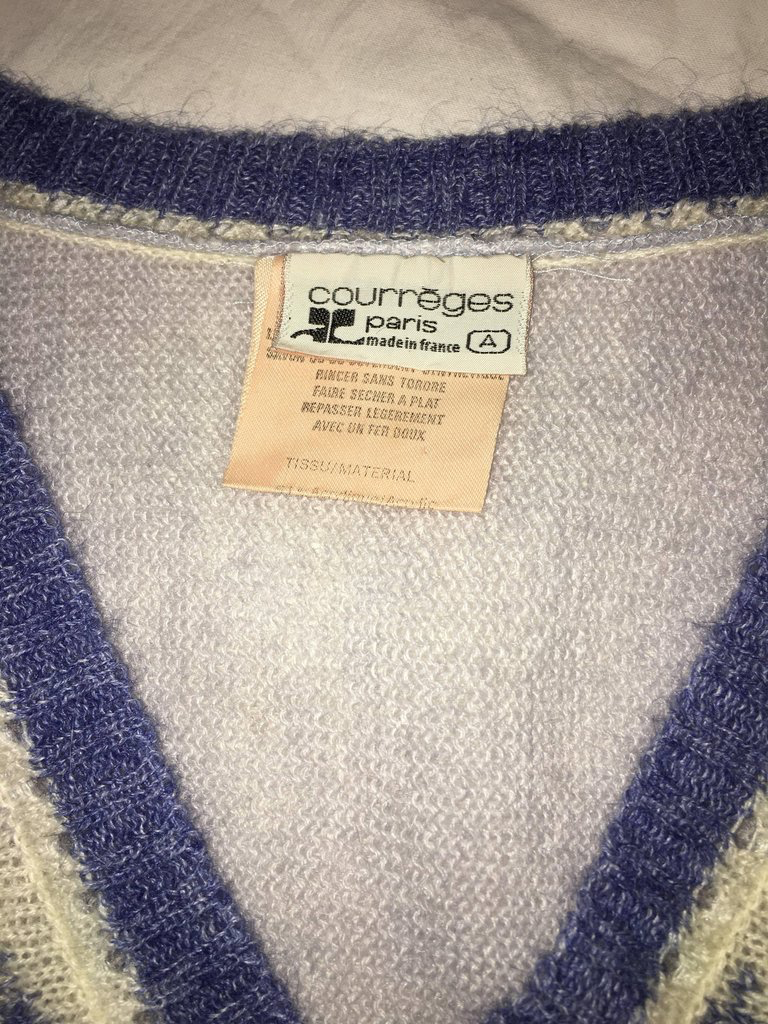 courrèges
paris
made in france A
RINCER SANS TORDRE
FAIRE SECHER A PLAT
REPASSER LEGEREMENT
AVEC UN FER DOUX
TISSU/MATERIAL